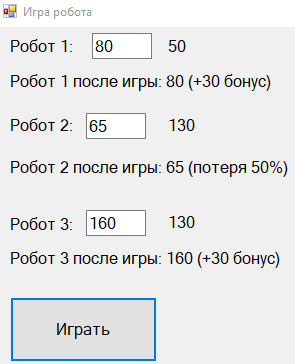 Игра робота
Робот 1: 80 50
Робот 1 после игры: 80 (+30 бонус)
Робот 2: 65 130
Робот 2 после игры: 65 (потеря 50%)
Робот 3: 160 130
Робот 3 после игры: 160 (+30 бонус)
Играть